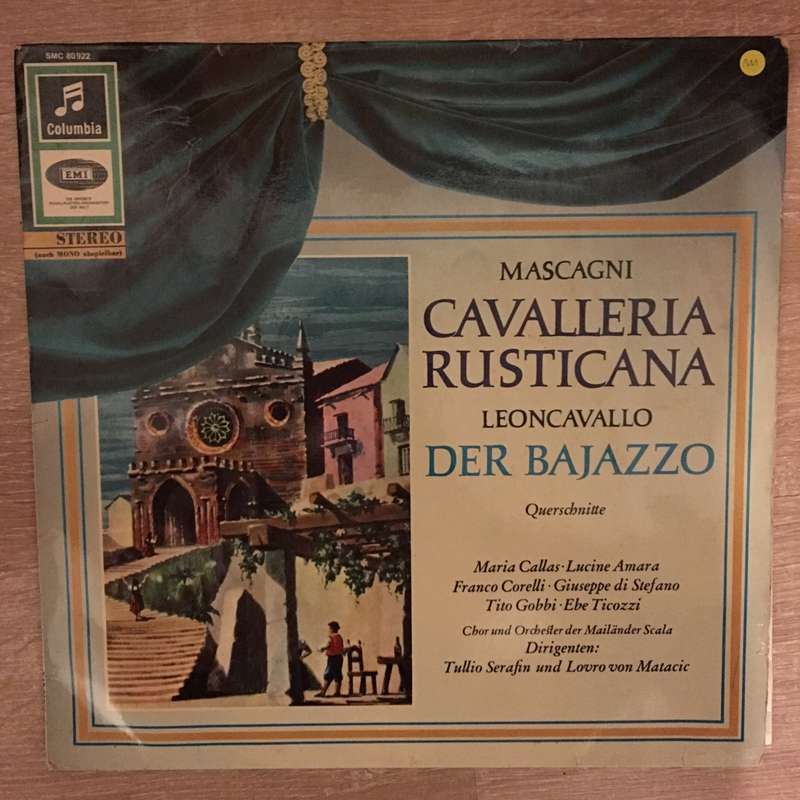 SMC 80922
Columbia
EMI
STEREO
(auch MONO abspielbar)
MASCAGNI
CAVALLERIA
RUSTICANA
LEONCAVALLO
DER BAJAZZO
Querschnitte
Maria Callas · Lucine Amara
Franco Corelli · Giuseppe di Stefano
Tito Gobbi · Ebe Ticozzi
Chor und Orchester der Mailänder Scala
Dirigenten:
Tullio Serafin und Lovro von Matacic